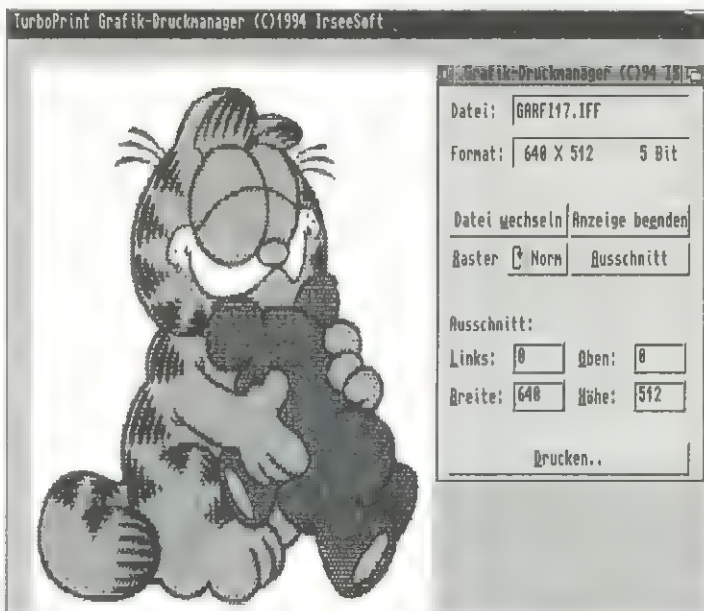 TurboPrint Grafik-Druckmanager (C)1994 IrseeSoft
Grafik-Druckmanager (C)94 IS
Datei: GARFI17.IFF
Format: 640 X 512 5 Bit
Datei wechseln Anzeige beenden
Raster Norm Ausschnitt
Ausschnitt:
Links: 0 Oben: 0
Breite: 640 Höhe: 512
Drucken..